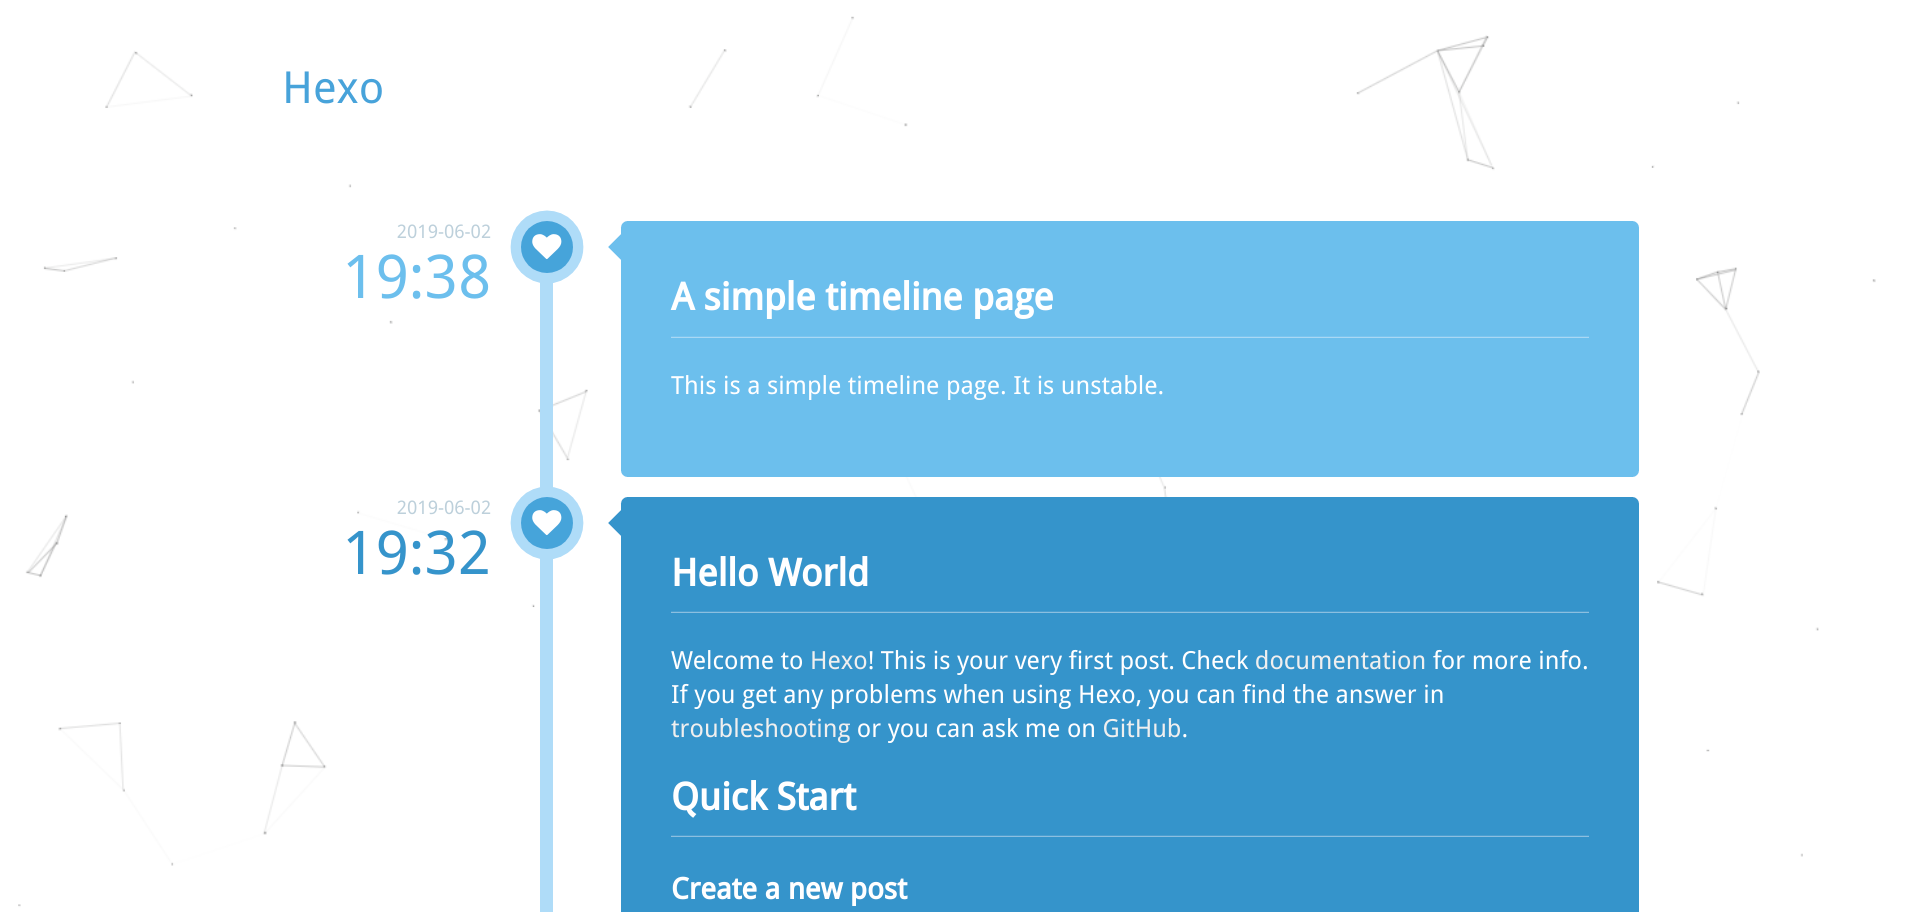 Hexo
2019-06-02
19:38
A simple timeline page
This is a simple timeline page. It is unstable.
2019-06-02
19:32
Hello World
Welcome to Hexo! This is your very first post. Check documentation for more info.
If you get any problems when using Hexo, you can find the answer in
troubleshooting or you can ask me on GitHub.
Quick Start
Create a new post